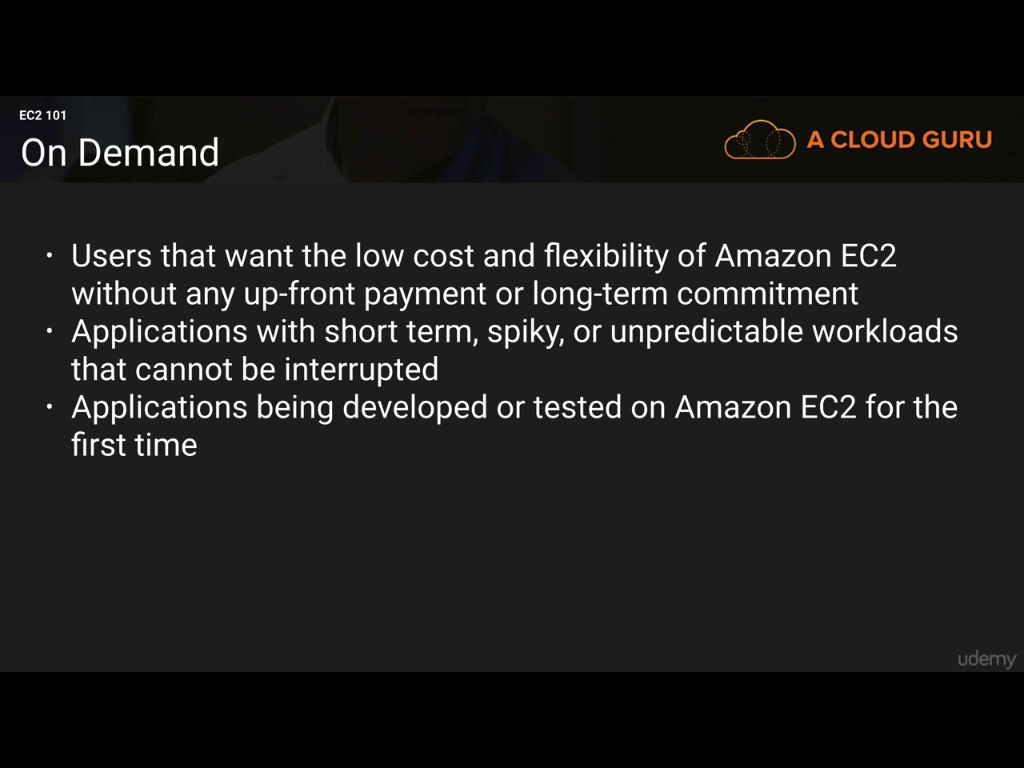 EC2 101
On Demand
A CLOUD GURU
• Users that want the low cost and flexibility of Amazon EC2
without any up-front payment or long-term commitment
• Applications with short term, spiky, or unpredictable workloads
that cannot be interrupted
• Applications being developed or tested on Amazon EC2 for the
first time
udemy